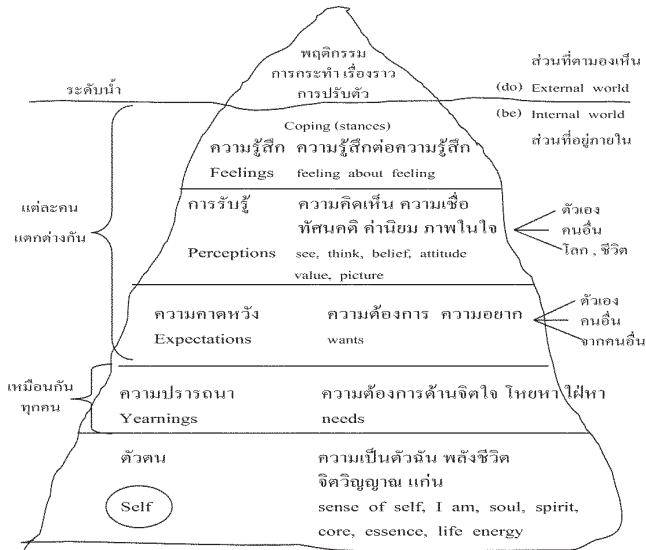 พฤติกรรม
การกระทำ เรื่องราว
การปรับตัว
ส่วนที่ตามองเห็น
ระดับน้ำ
(do) External world
(be) Internal world
ส่วนที่อยู่ภายใน
Coping (stances)
ความรู้สึก ความรู้สึกต่อความรู้สึก
Feelings feeling about feeling
แต่ละคน
แตกต่างกัน
การรับรู้ ความคิดเห็น ความเชื่อ
ทัศนคติ ค่านิยม ภาพในใจ
Perceptions see, think, belief, attitude
value, picture
ตัวเอง
คนอื่น
โลก , ชีวิต
ความคาดหวัง ความต้องการ ความอยาก
Expectations wants
ตัวเอง
คนอื่น
จากคนอื่น
เหมือนกัน
ทุกคน
ความปรารถนา ความต้องการด้านจิตใจ โหยหา ใฝ่หา
Yearnings needs
ตัวตน ความเป็นตัวฉัน พลังชีวิต
จิตวิญญาณ แก่น
Self sense of self, I am, soul, spirit,
core, essence, life energy